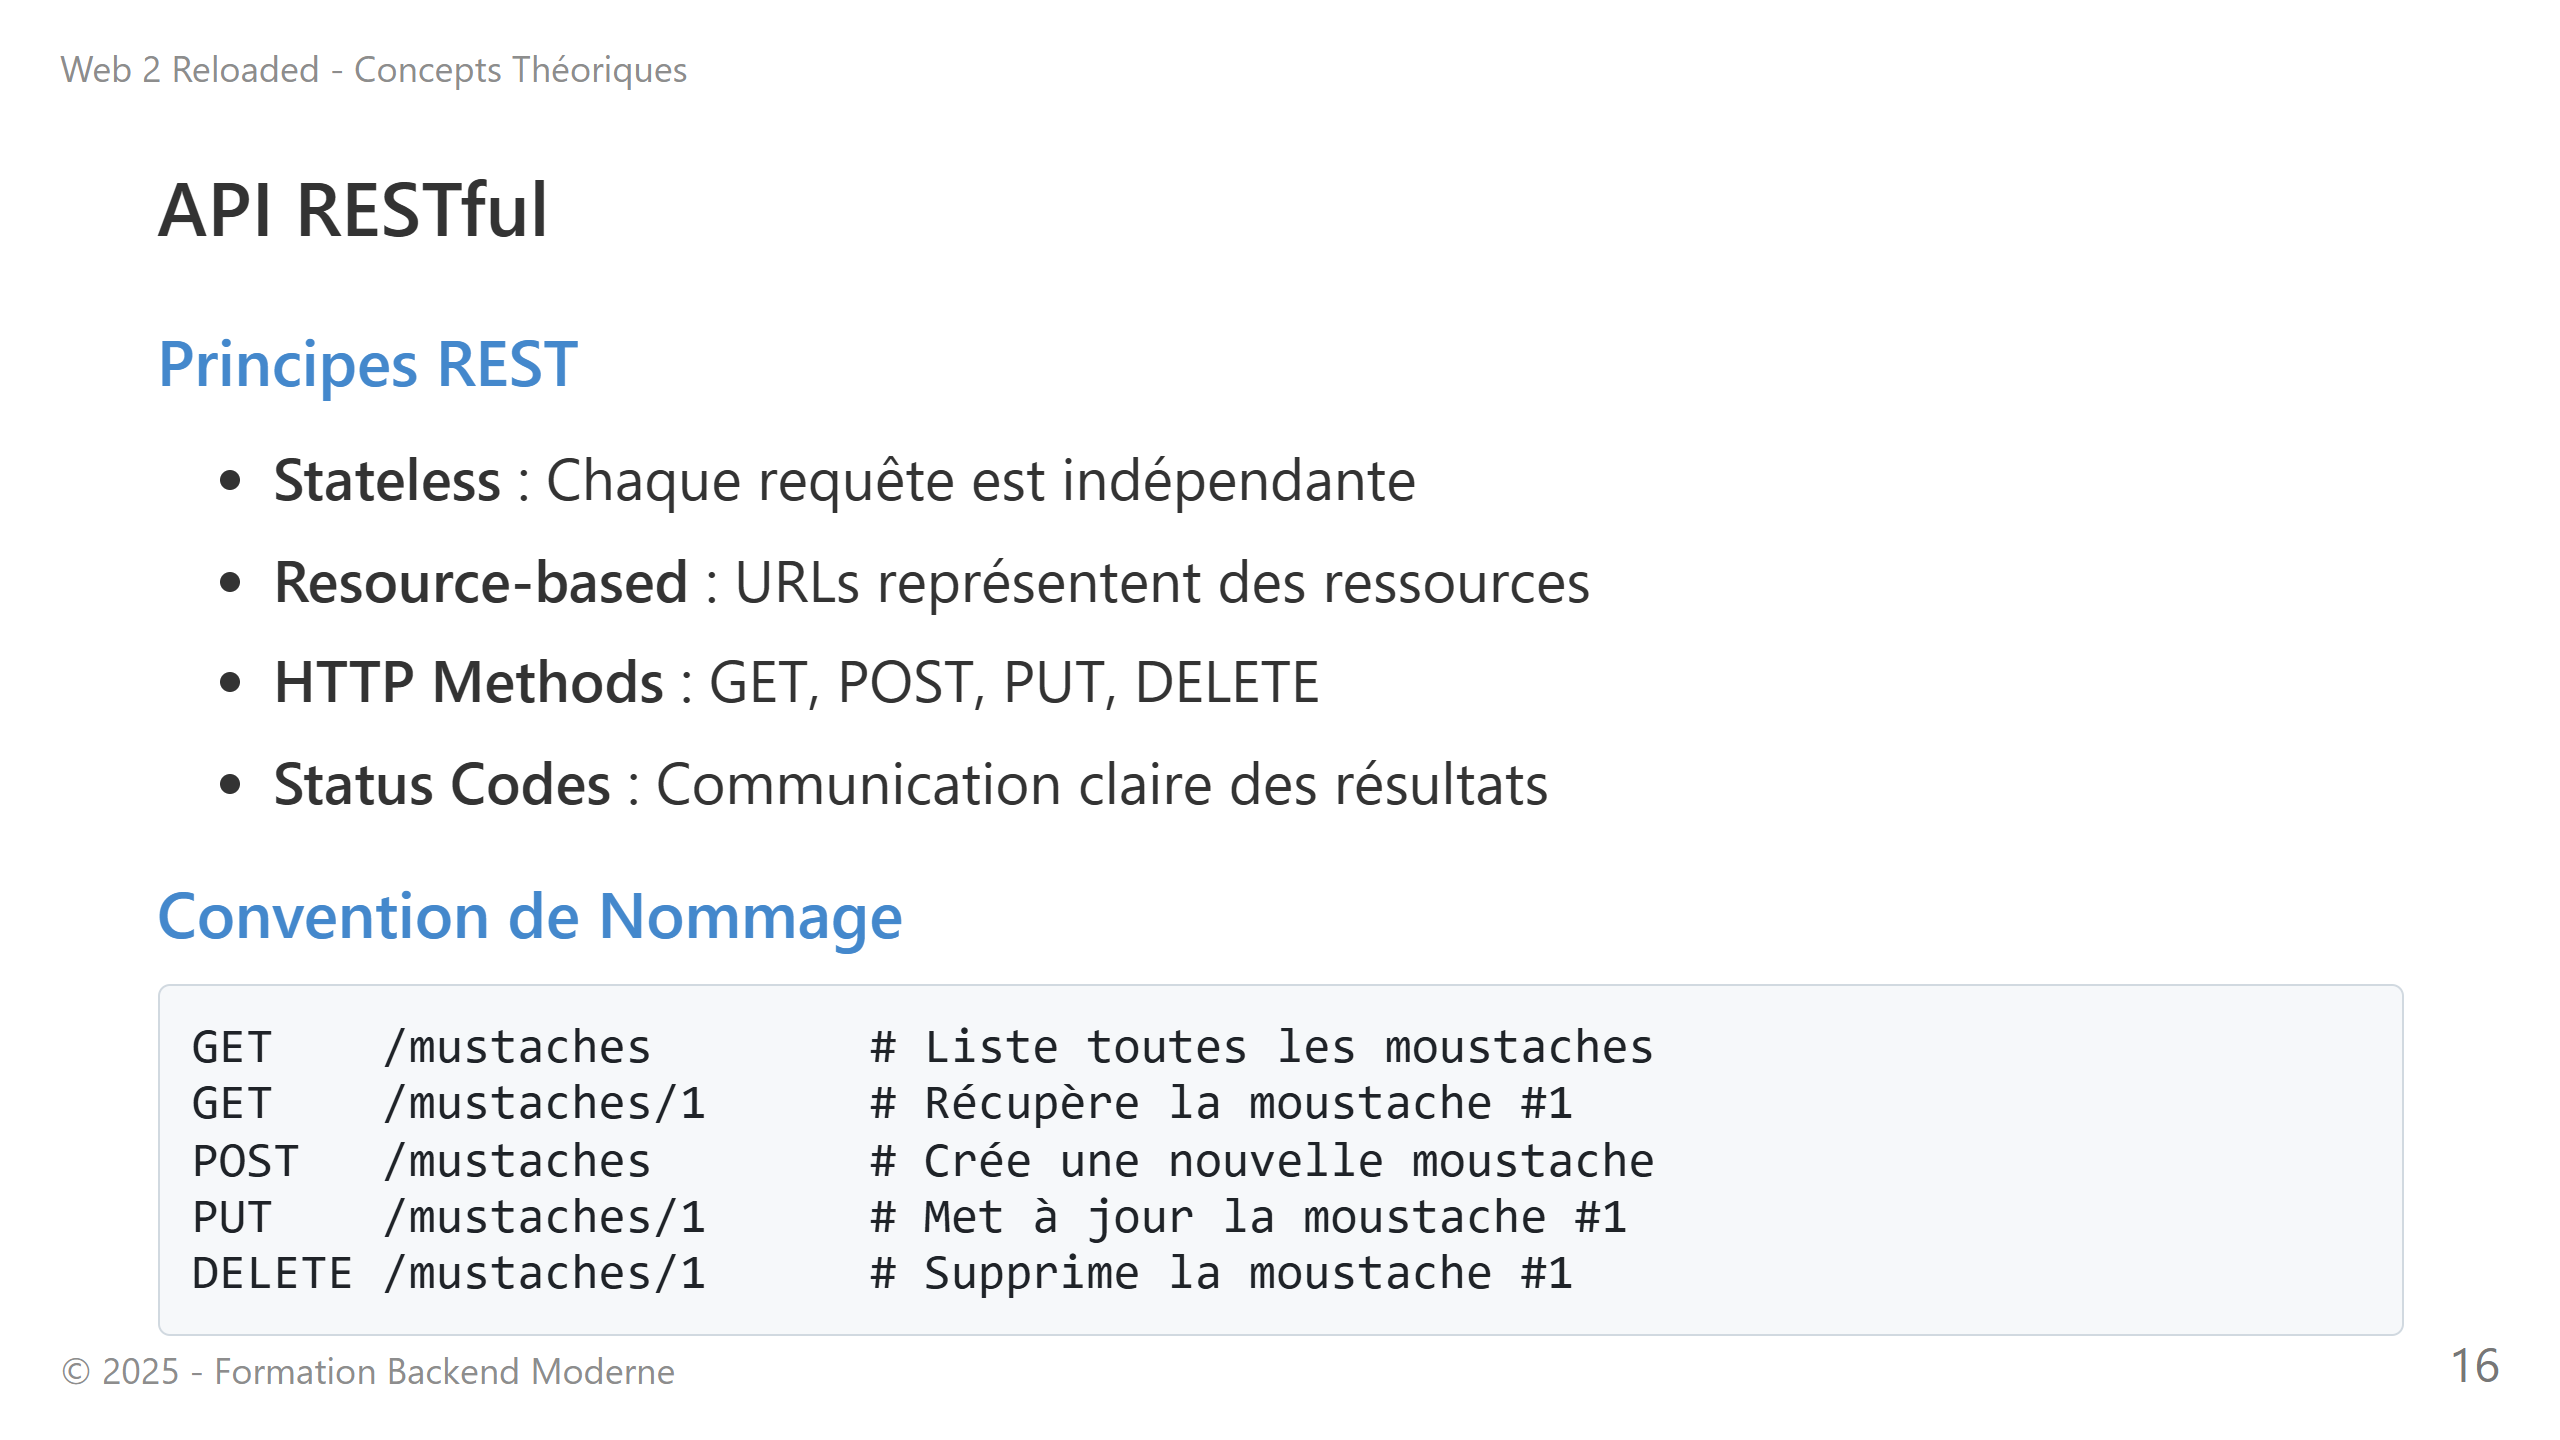 Web 2 Reloaded - Concepts Théoriques
API RESTful
Principes REST
• Stateless : Chaque requête est indépendante
• Resource-based : URLs représentent des ressources
• HTTP Methods : GET, POST, PUT, DELETE
• Status Codes : Communication claire des résultats
Convention de Nommage
GET    /mustaches        # Liste toutes les moustaches
GET    /mustaches/1      # Récupère la moustache #1
POST   /mustaches        # Crée une nouvelle moustache
PUT    /mustaches/1      # Met à jour la moustache #1
DELETE /mustaches/1      # Supprime la moustache #1
© 2025 - Formation Backend Moderne
16